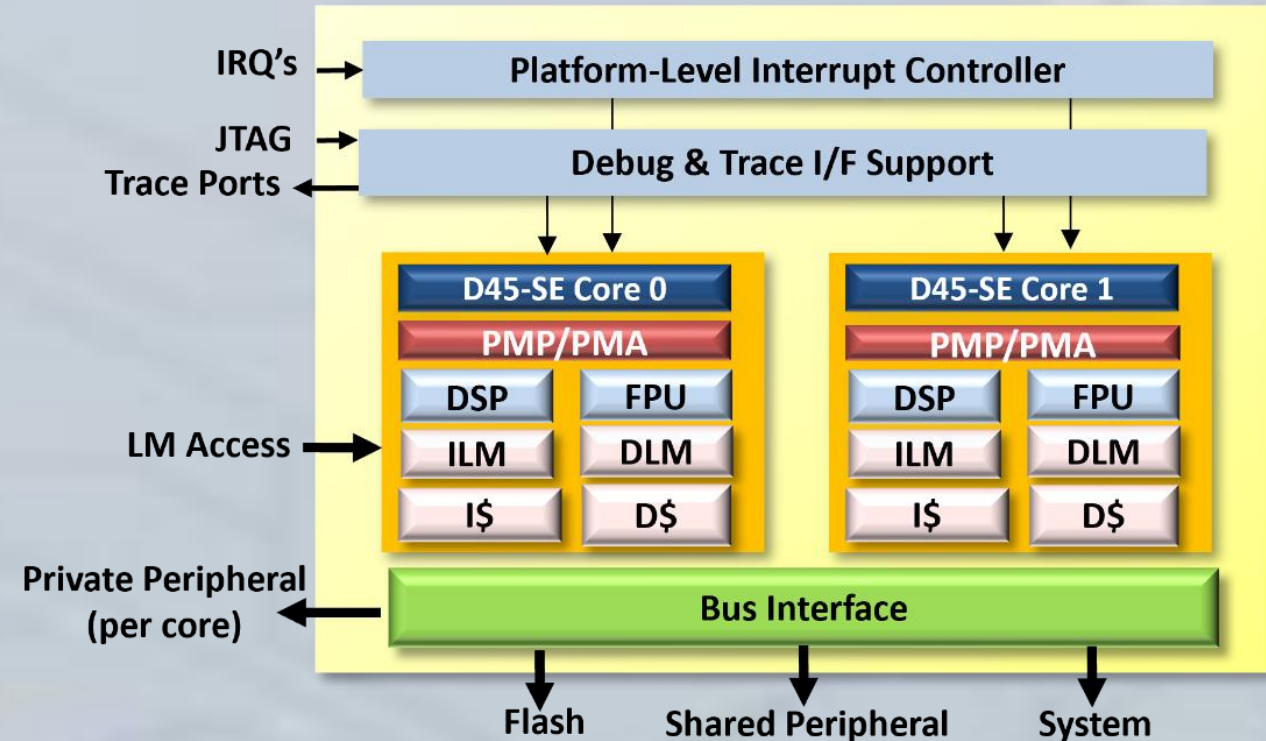 IRQ's
Platform-Level Interrupt Controller
JTAG
Trace Ports
Debug & Trace I/F Support
D45-SE Core 0
D45-SE Core 1
PMP/PMA
PMP/PMA
DSP
FPU
DSP
FPU
LM Access
ILM
DLM
ILM
DLM
I$
D$
I$
D$
Private Peripheral
(per core)
Bus Interface
Flash
Shared Peripheral
System